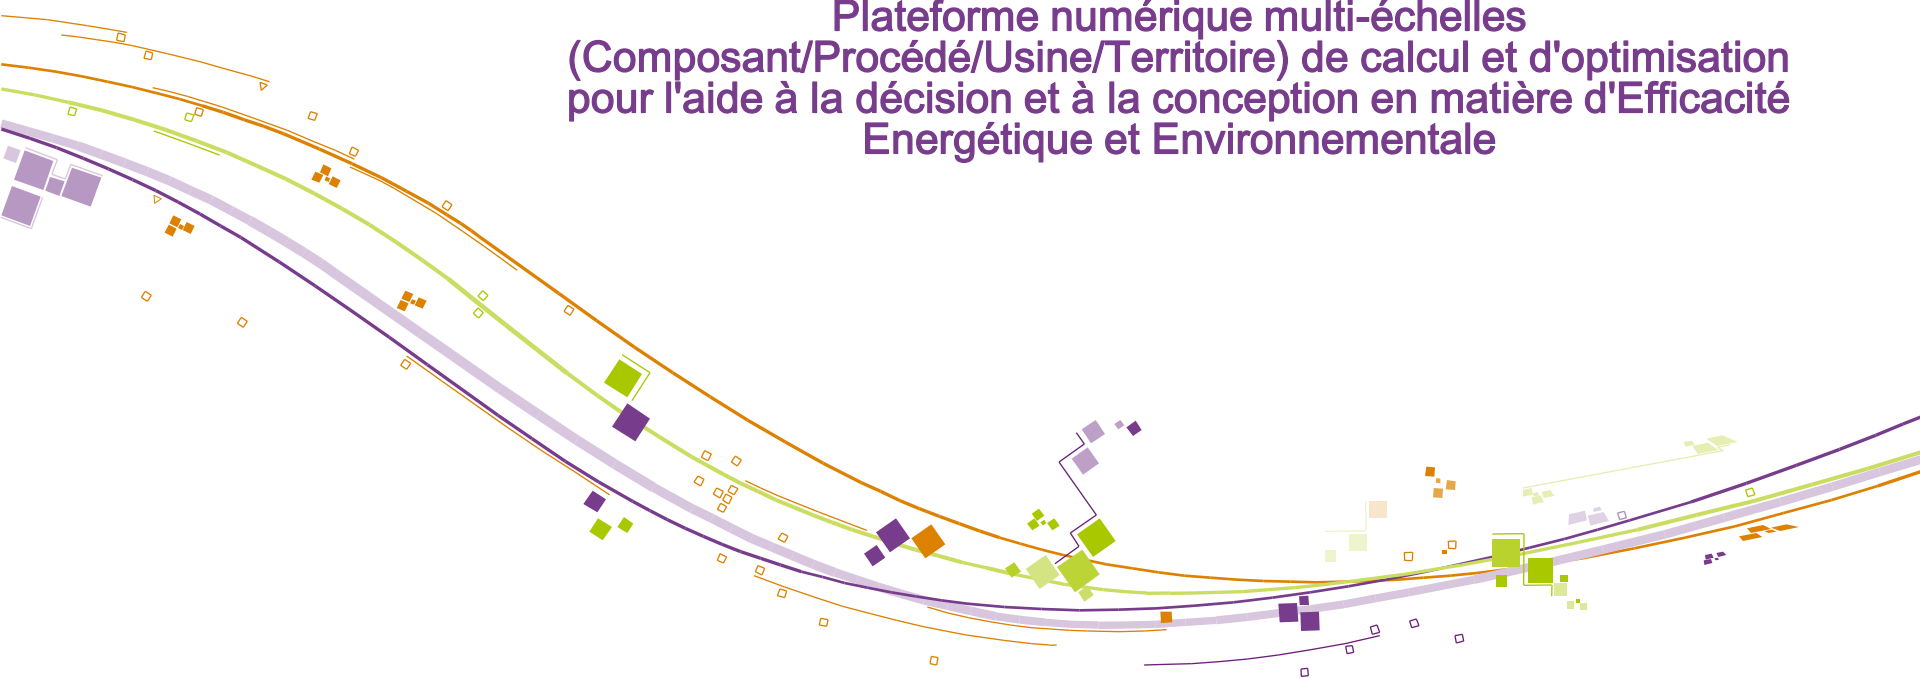 Plateforme numérique multi-échelles
(Composant/Procédé/Usine/Territoire) de calcul et d'optimisation
pour l'aide à la décision et à la conception en matière d'Efficacité
Energétique et Environnementale